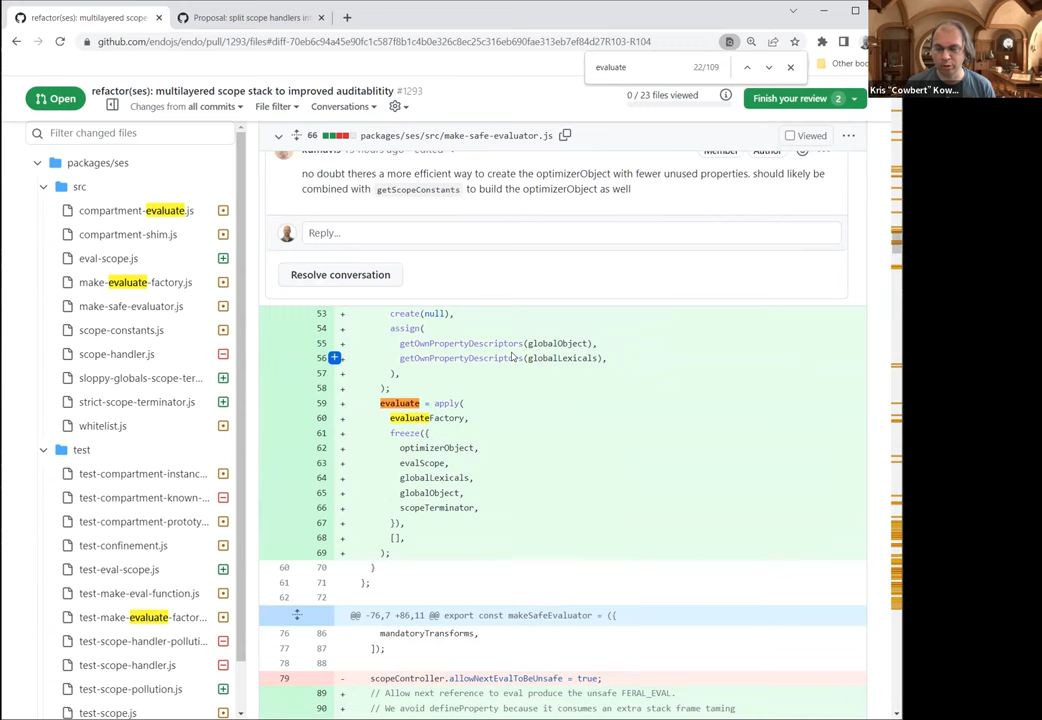 refactor(ses): multilayered scope
Proposal: split scope handlers in
github.com/endojs/endo/pull/1293/files#diff-70eb6c94a45e90fc1c587f8b1c4b0e326c8ec25c316eb690fae313eb7ef84d27R103-R104
Other boo
evaluate
22/109
refactor(ses): multilayered scope stack to improved auditablitity #1293
Open
Changes from all commits
File filter
Conversations
0 / 23 files viewed
Finish your review 2
Kris "Cowbert" Kow...
Filter changed files
packages/ses
src
compartment-evaluate.js
compartment-shim.js
eval-scope.js
make-evaluate-factory.js
make-safe-evaluator.js
scope-constants.js
scope-handler.js
sloppy-globals-scope-ter...
strict-scope-terminator.js
whitelist.js
test
test-compartment-instanc...
test-compartment-known-...
test-compartment-prototy...
test-confinement.js
test-eval-scope.js
test-make-eval-function.js
test-make-evaluate-factor...
test-scope-handler-polluti...
test-scope-handler.js
test-scope-pollution.js
test-scope.js
66 packages/ses/src/make-safe-evaluator.js
Viewed
Member Author
no doubt theres a more efficient way to create the optimizerObject with fewer unused properties. should likely be
combined with getScopeConstants to build the optimizerObject as well
Reply...
Resolve conversation
53 + create(null),
54 + assign(
55 + getOwnPropertyDescriptors(globalObject),
56 + getOwnPropertyDescriptors(globalLexicals),
57 + ),
58 + );
59 + evaluate = apply(
60 + evaluateFactory,
61 + freeze({
62 + optimizerObject,
63 + evalScope,
64 + globalLexicals,
65 + globalObject,
66 + scopeTerminator,
67 + }),
68 + [],
69 + );
60 70 }
61 71 };
62 72
@@ -76,7 +86,11 @@ export const makeSafeEvaluator = ({
76 86 mandatoryTransforms,
77 87 ]);
78 88
79 - scopeController.allowNextEvalToBeUnsafe = true;
89 + // Allow next reference to eval produce the unsafe FERAL_EVAL.
90 + // We avoid defineProperty because it consumes an extra stack frame taming